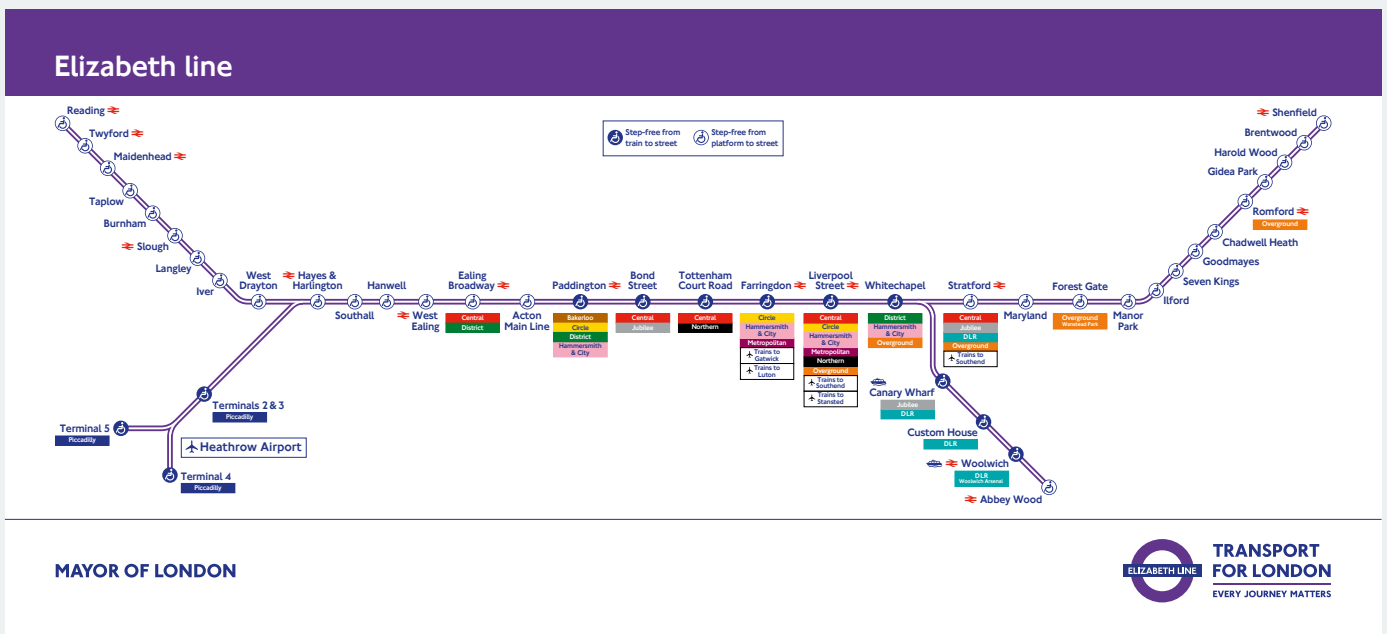 Elizabeth line
Reading
Twyford
Maidenhead
Taplow
Burnham
Slough
Langley
Iver
West
Drayton
Hayes &
Harlington
Southall
Hanwell
West
Ealing
Ealing
Broadway
Central
District
Acton
Main Line
Paddington
Bakerloo
Circle
District
Hammersmith
& City
Bond
Street
Central
Jubilee
Tottenham
Court Road
Central
Northern
Farringdon
Circle
Hammersmith
& City
Metropolitan
Trains to
Gatwick
Trains to
Luton
Liverpool
Street
Central
Circle
Hammersmith
& City
Metropolitan
Northern
Overground
Trains to
Southend
Trains to
Stansted
Whitechapel
District
Hammersmith
& City
Overground
Stratford
Central
Jubilee
DLR
Overground
Trains to
Southend
Maryland
Forest Gate
Overground
Wanstead Park
Manor
Park
Ilford
Seven Kings
Goodmayes
Chadwell Heath
Romford
Overground
Gidea Park
Harold Wood
Brentwood
Shenfield
Step-free from
train to street
Step-free from
platform to street
Terminals 2 & 3
Piccadilly
Terminal 5
Piccadilly
Heathrow Airport
Terminal 4
Piccadilly
Canary Wharf
Jubilee
DLR
Custom House
DLR
Woolwich
DLR
Woolwich Arsenal
Abbey Wood
MAYOR OF LONDON
ELIZABETH LINE
TRANSPORT
FOR LONDON
EVERY JOURNEY MATTERS